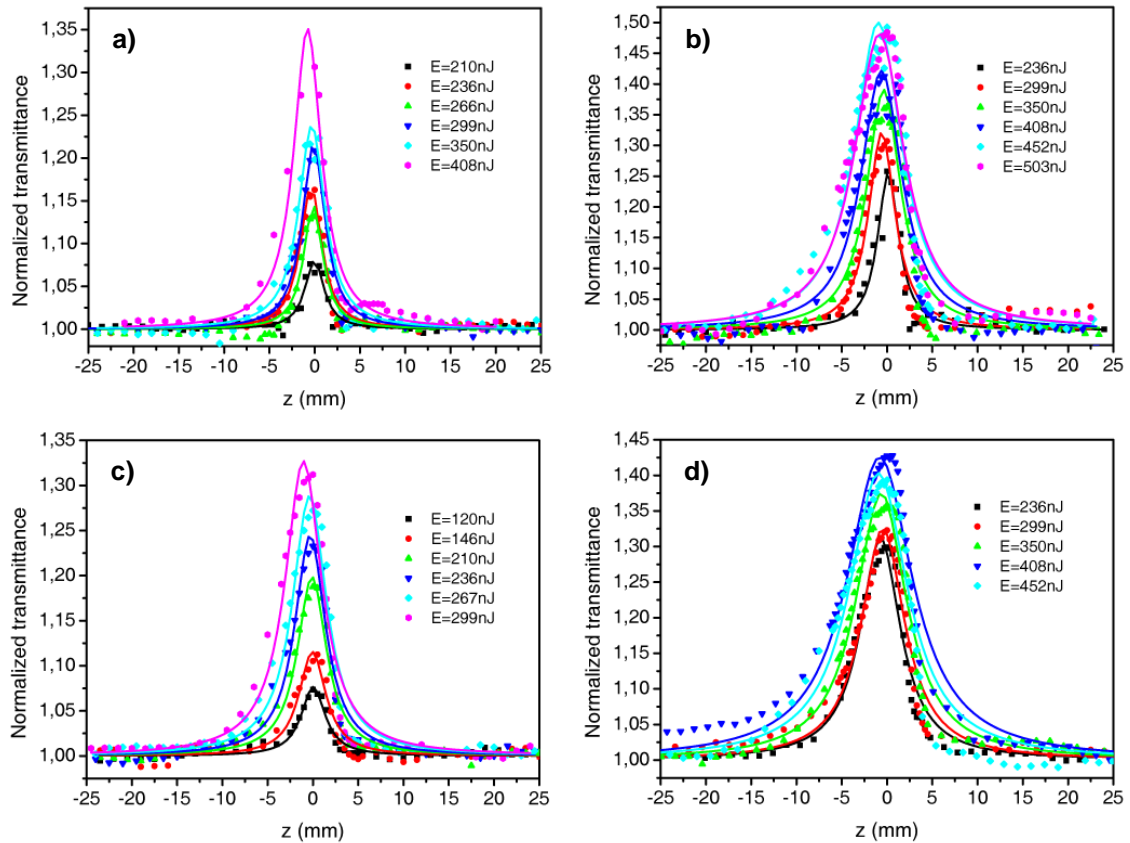 a)
Normalized transmittance
1,35
1,30
1,25
1,20
1,15
1,10
1,05
1,00
E=210nJ
E=236nJ
E=266nJ
E=299nJ
E=350nJ
E=408nJ
-25 -20 -15 -10 -5 0 5 10 15 20 25
z (mm)
b)
Normalized transmittance
1,50
1,45
1,40
1,35
1,30
1,25
1,20
1,15
1,10
1,05
1,00
E=236nJ
E=299nJ
E=350nJ
E=408nJ
E=452nJ
E=503nJ
-25 -20 -15 -10 -5 0 5 10 15 20 25
z (mm)
c)
Normalized transmittance
1,35
1,30
1,25
1,20
1,15
1,10
1,05
1,00
E=120nJ
E=146nJ
E=210nJ
E=236nJ
E=267nJ
E=299nJ
-25 -20 -15 -10 -5 0 5 10 15 20 25
z (mm)
d)
Normalized transmittance
1,45
1,40
1,35
1,30
1,25
1,20
1,15
1,10
1,05
1,00
E=236nJ
E=299nJ
E=350nJ
E=408nJ
E=452nJ
-25 -20 -15 -10 -5 0 5 10 15 20 25
z (mm)